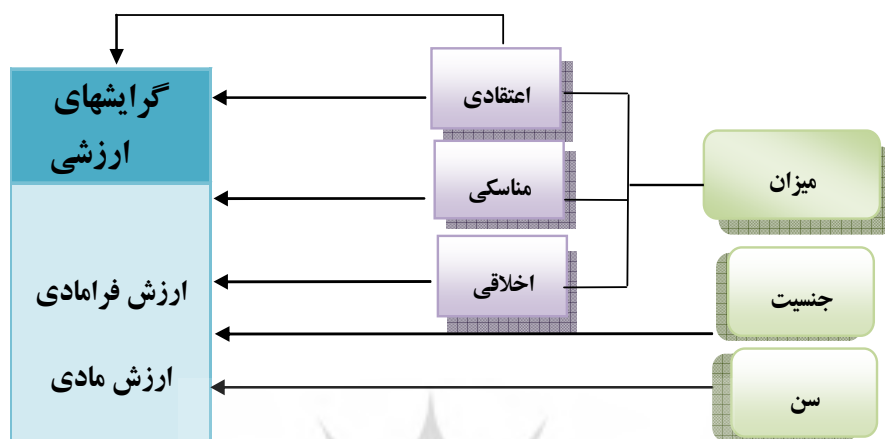 میزان
جنسیت
سن
اعتقادی
مناسکی
اخلاقی
گرایشهای
ارزشی
ارزش فرامادی
ارزش مادی